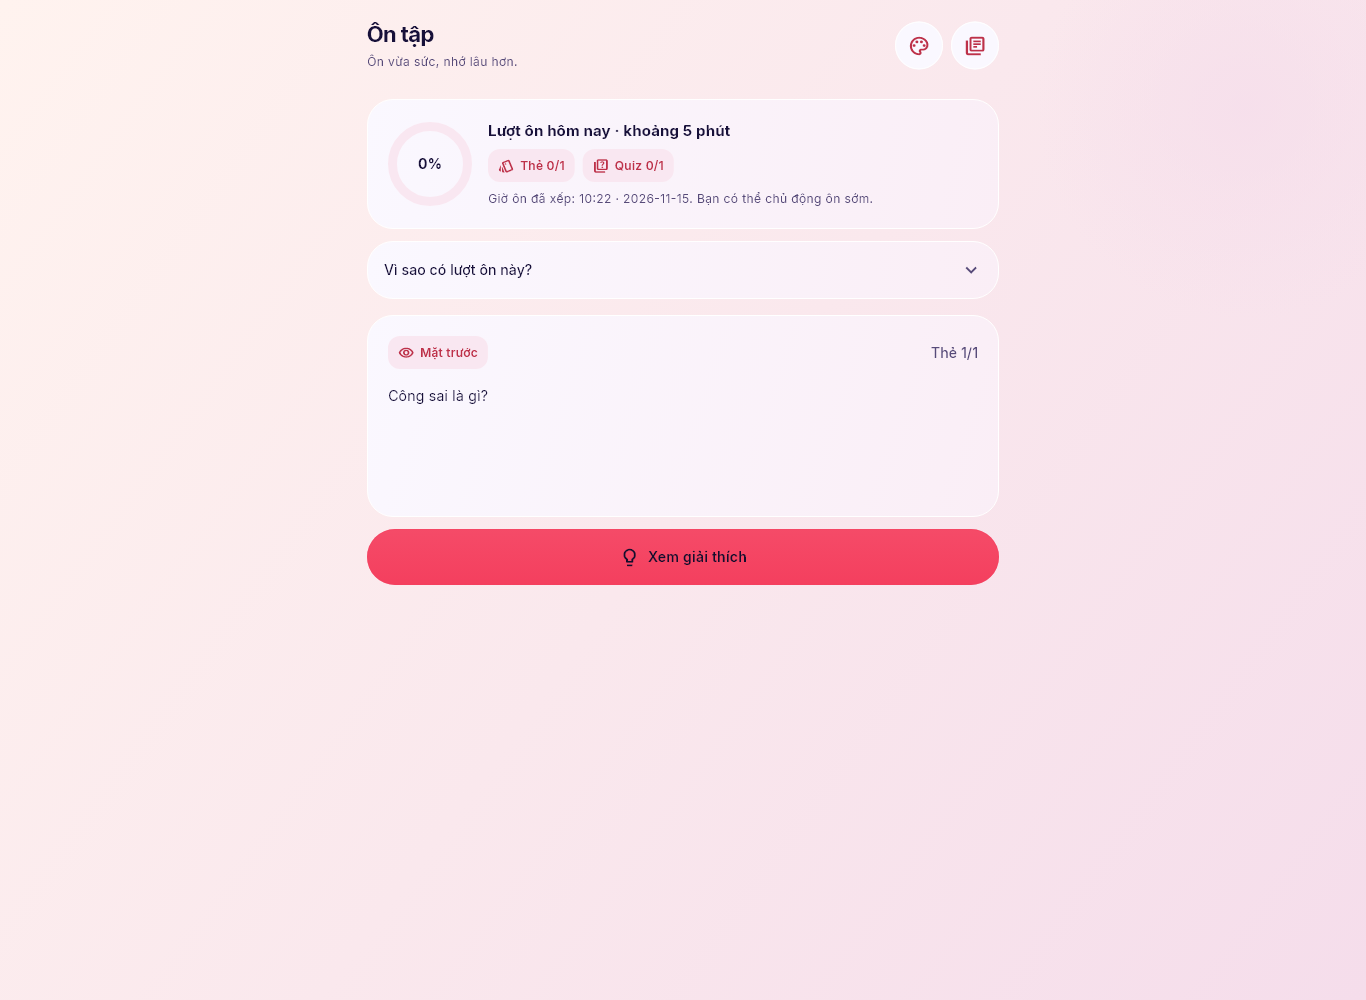 Ôn tập
Ôn vừa sức, nhớ lâu hơn.
0%
Lượt ôn hôm nay · khoảng 5 phút
Thẻ 0/1
Quiz 0/1
Giờ ôn đã xếp: 10:22 · 2026-11-15. Bạn có thể chủ động ôn sớm.
Vì sao có lượt ôn này?
Mặt trước
Thẻ 1/1
Công sai là gì?
Xem giải thích